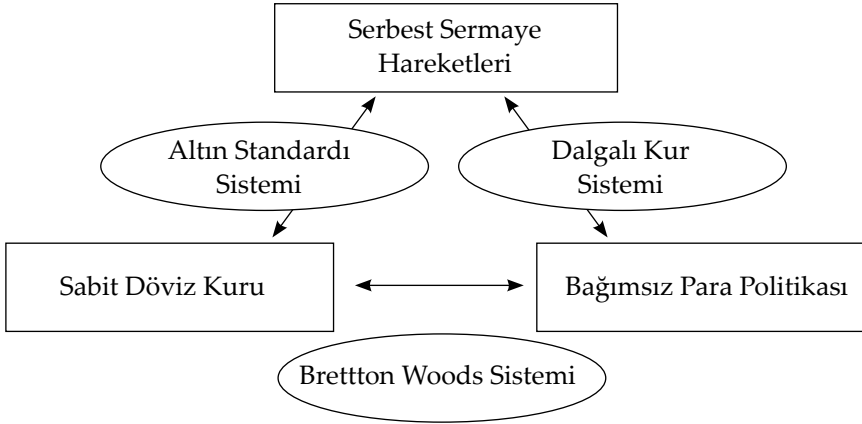 Serbest Sermaye
Hareketleri
Altın Standardı
Sistemi
Dalgalı Kur
Sistemi
Sabit Döviz Kuru
Bağımsız Para Politikası
Brettton Woods Sistemi